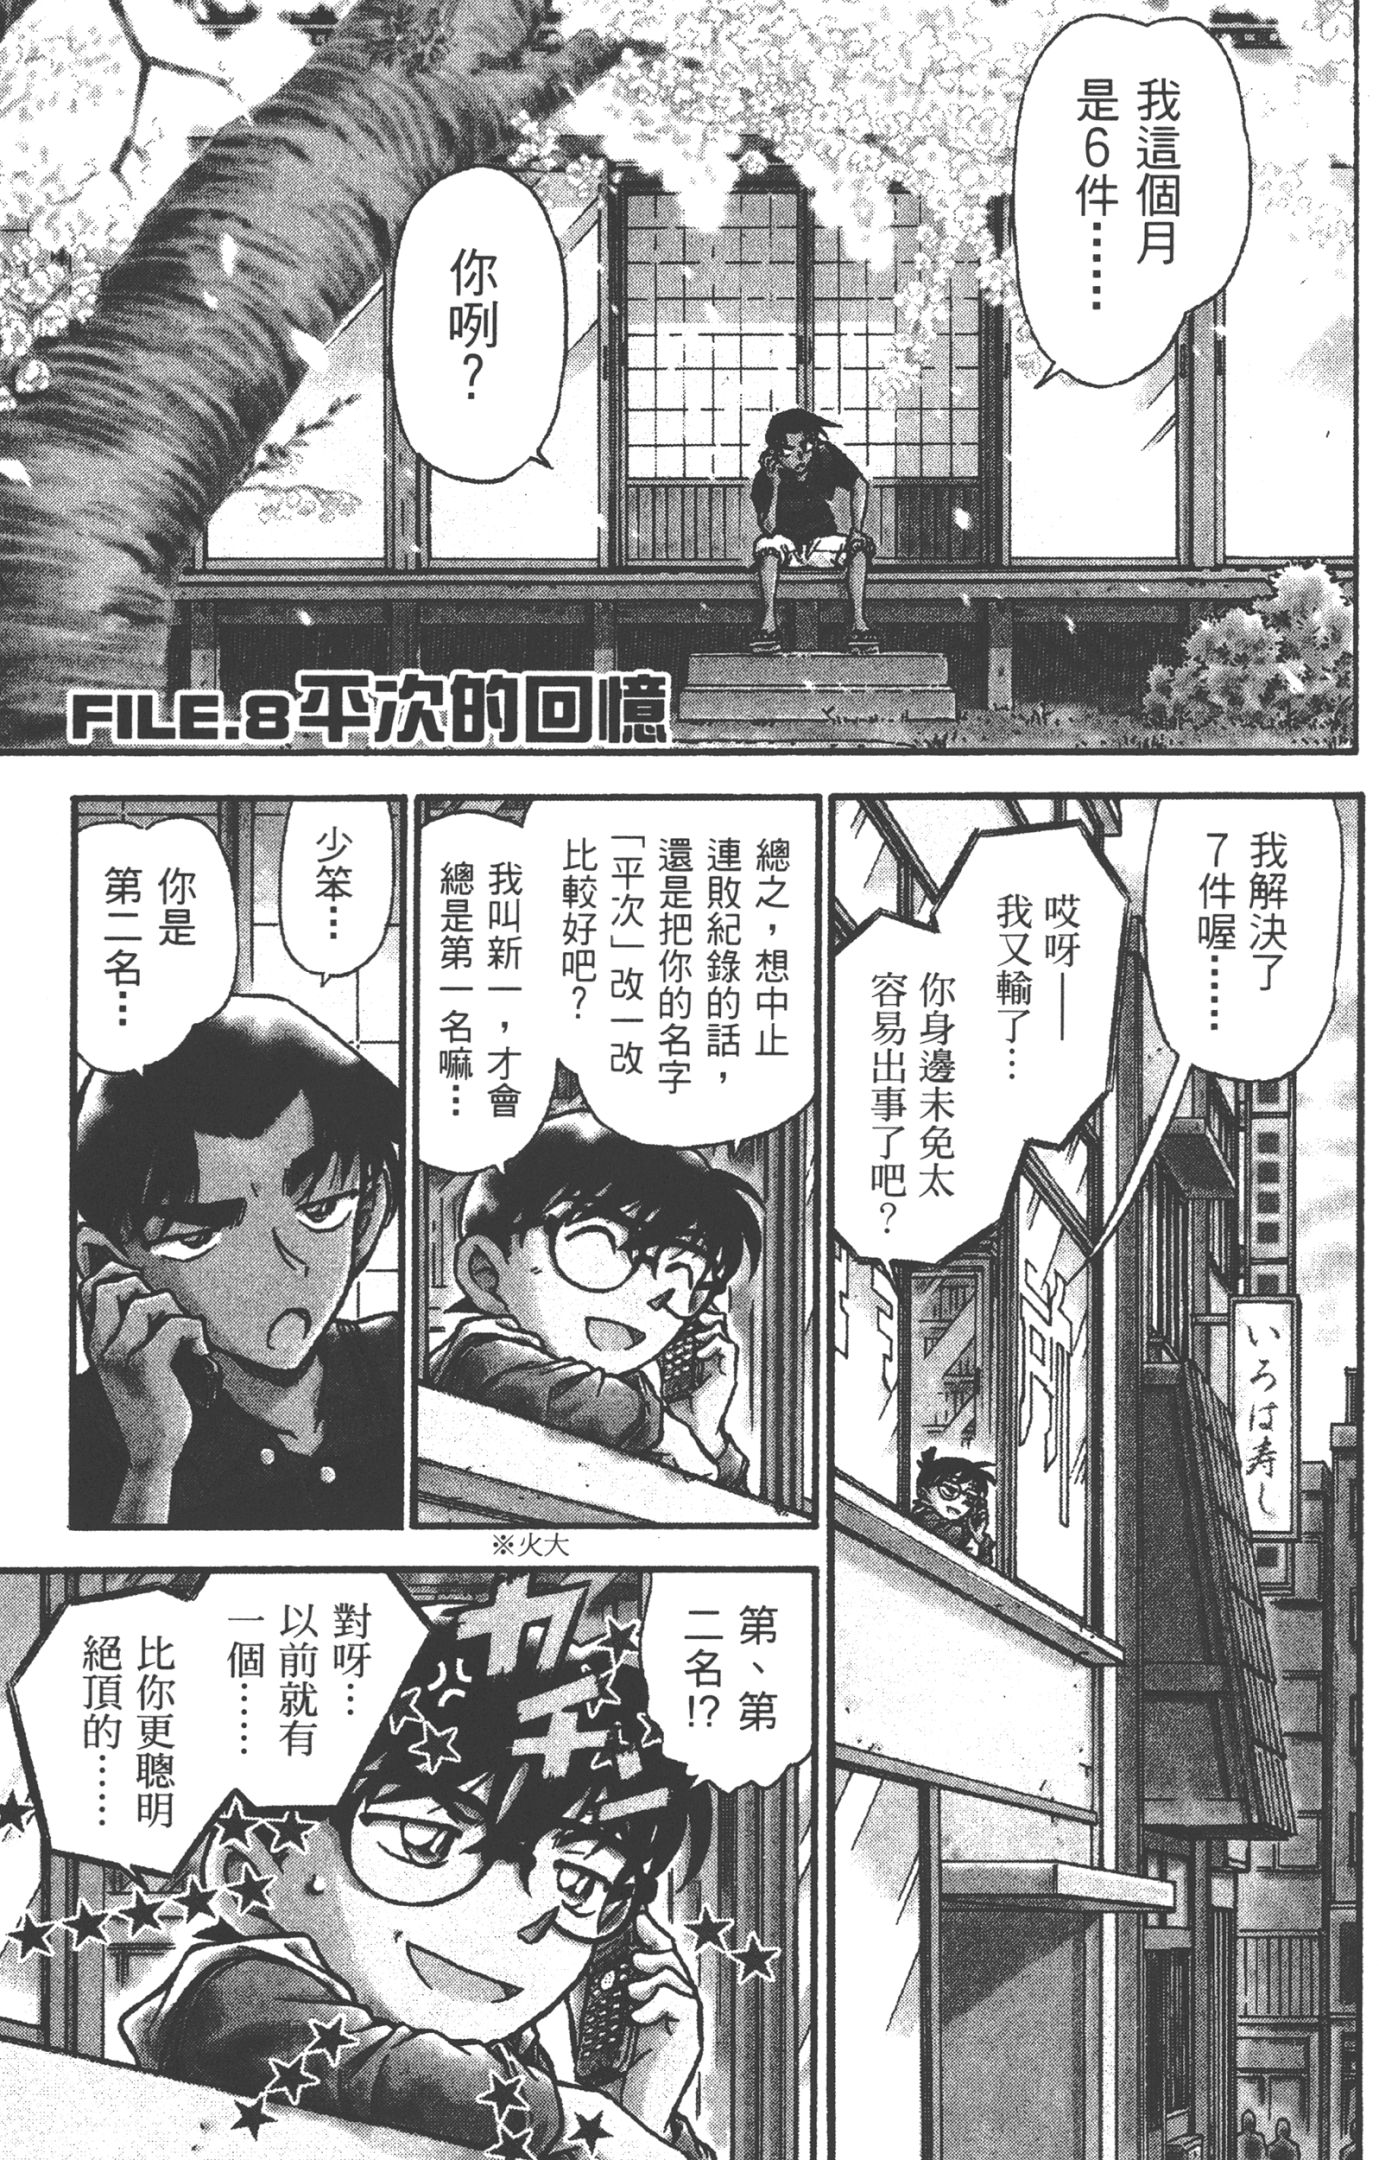 我這個月
是6件……
你咧？
FILE.8平次的回憶
我解決了
7件喔……
哎呀——
我又輸了…
你身邊未免太
容易出事了吧？
いろは寿し
總之，想中止
連敗紀錄的話，
還是把你的名字
「平次」改一改
比較好吧？
我叫新一，才會
總是第一名嘛…
少笨…
你是
第二名…
※火大
第、第
二名!?
カチーン
對呀…
以前就有
一個……
比你更聰明
絕頂的……